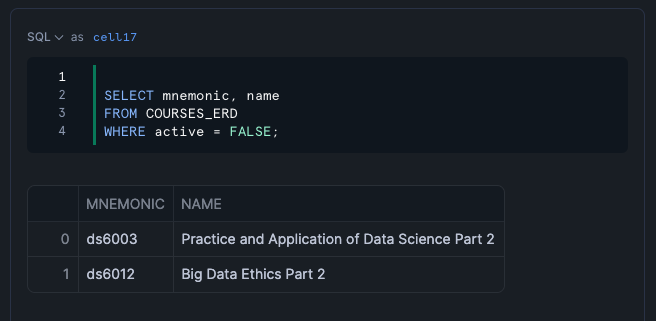 SQL as cell17
1
2 SELECT mnemonic, name
3 FROM COURSES_ERD
4 WHERE active = FALSE;
MNEMONIC NAME
0 ds6003 Practice and Application of Data Science Part 2
1 ds6012 Big Data Ethics Part 2